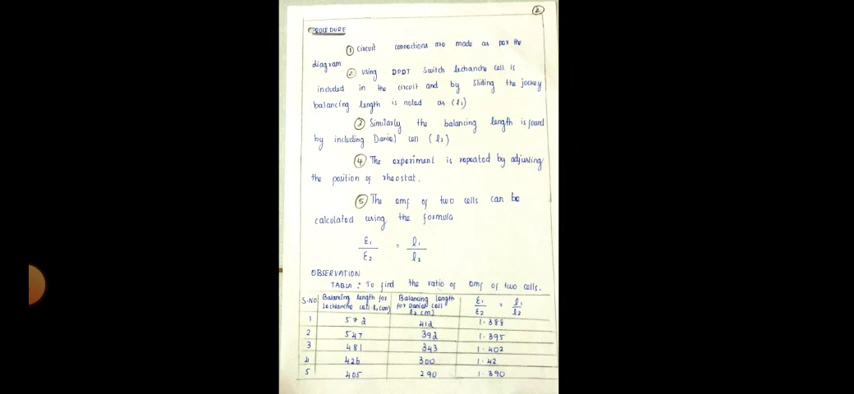 2
PROCEDURE
① Circuit connections are made as per the
diagram
② Using DPDT Switch lechanche cell is
included in the circuit and by sliding the jockey
balancing length is noted as (l₁)
③ Similarly the balancing length is found
by including Daniel cell (l₂)
④ The experiment is repeated by adjusting
the position of rheostat.
⑤ The emf of two cells can be
calculated using the formula
E₁/E₂ = l₁/l₂
OBSERVATION
TABLE : To find the ratio of emf of two cells.
S.NO | Balancing length for lechanche cell l₁ (cm) | Balancing length for Daniel cell l₂ cm) | E₁/E₂ = l₁/l₂
1 | 572 | 412 | 1.388
2 | 547 | 392 | 1.395
3 | 481 | 343 | 1.402
4 | 426 | 300 | 1.42
5 | 405 | 290 | 1.390